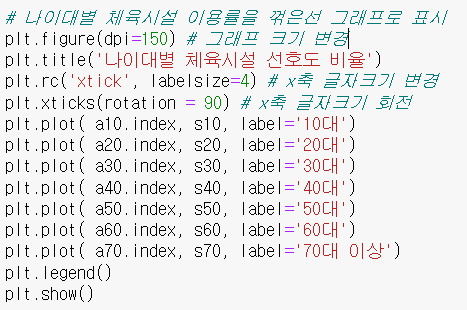 # 나이대별 체육시설 이용률을 꺾은선 그래프로 표시
plt.figure(dpi=150) # 그래프 크기 변경
plt.title('나이대별 체육시설 선호도 비율')
plt.rc('xtick', labelsize=4) # x축 글자크기 변경
plt.xticks(rotation = 90) # x축 글자크기 회전
plt.plot( a10.index, s10, label='10대')
plt.plot( a20.index, s20, label='20대')
plt.plot( a30.index, s30, label='30대')
plt.plot( a40.index, s40, label='40대')
plt.plot( a50.index, s50, label='50대')
plt.plot( a60.index, s60, label='60대')
plt.plot( a70.index, s70, label='70대 이상')
plt.legend()
plt.show()